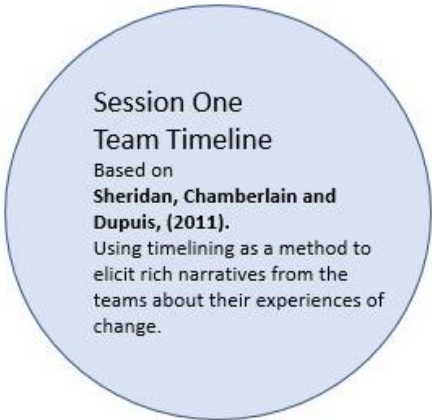 Session One
Team Timeline
Based on
Sheridan, Chamberlain and
Dupuis, (2011).
Using timelining as a method to
elicit rich narratives from the
teams about their experiences of
change.